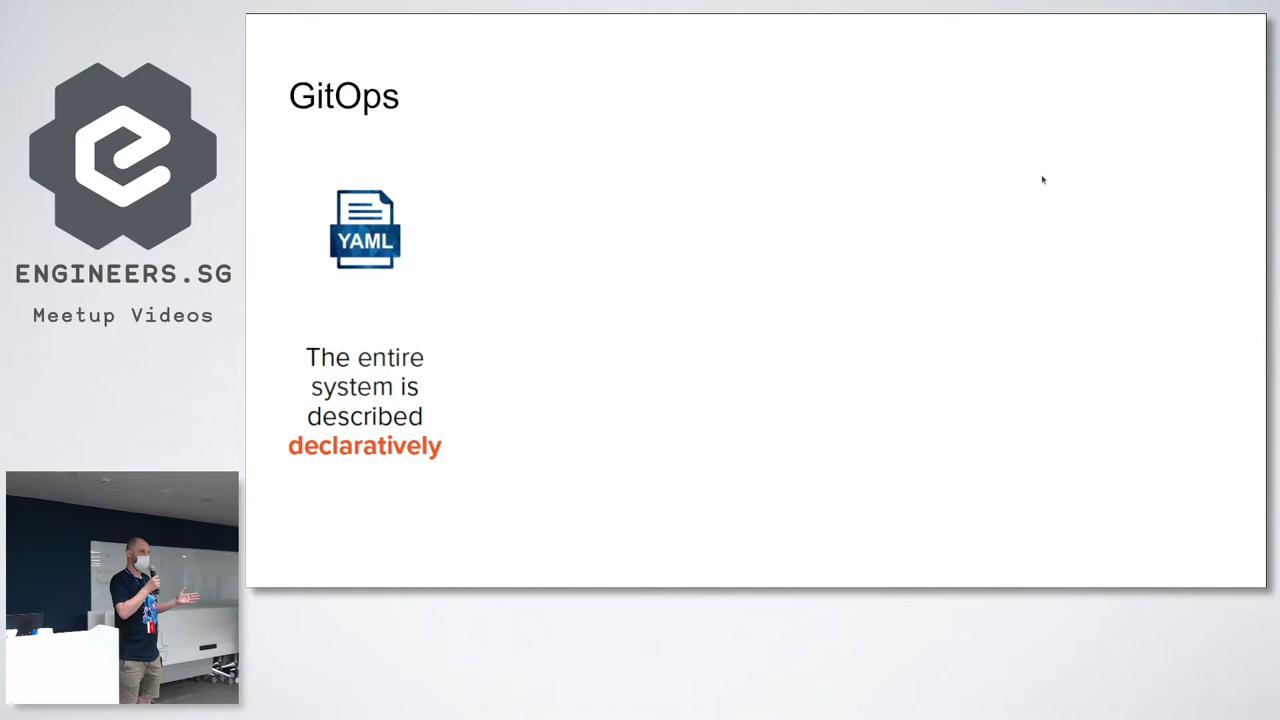 GitOps
YAML
The entire
system is
described
declaratively
ENGINEERS.SG
Meetup Videos